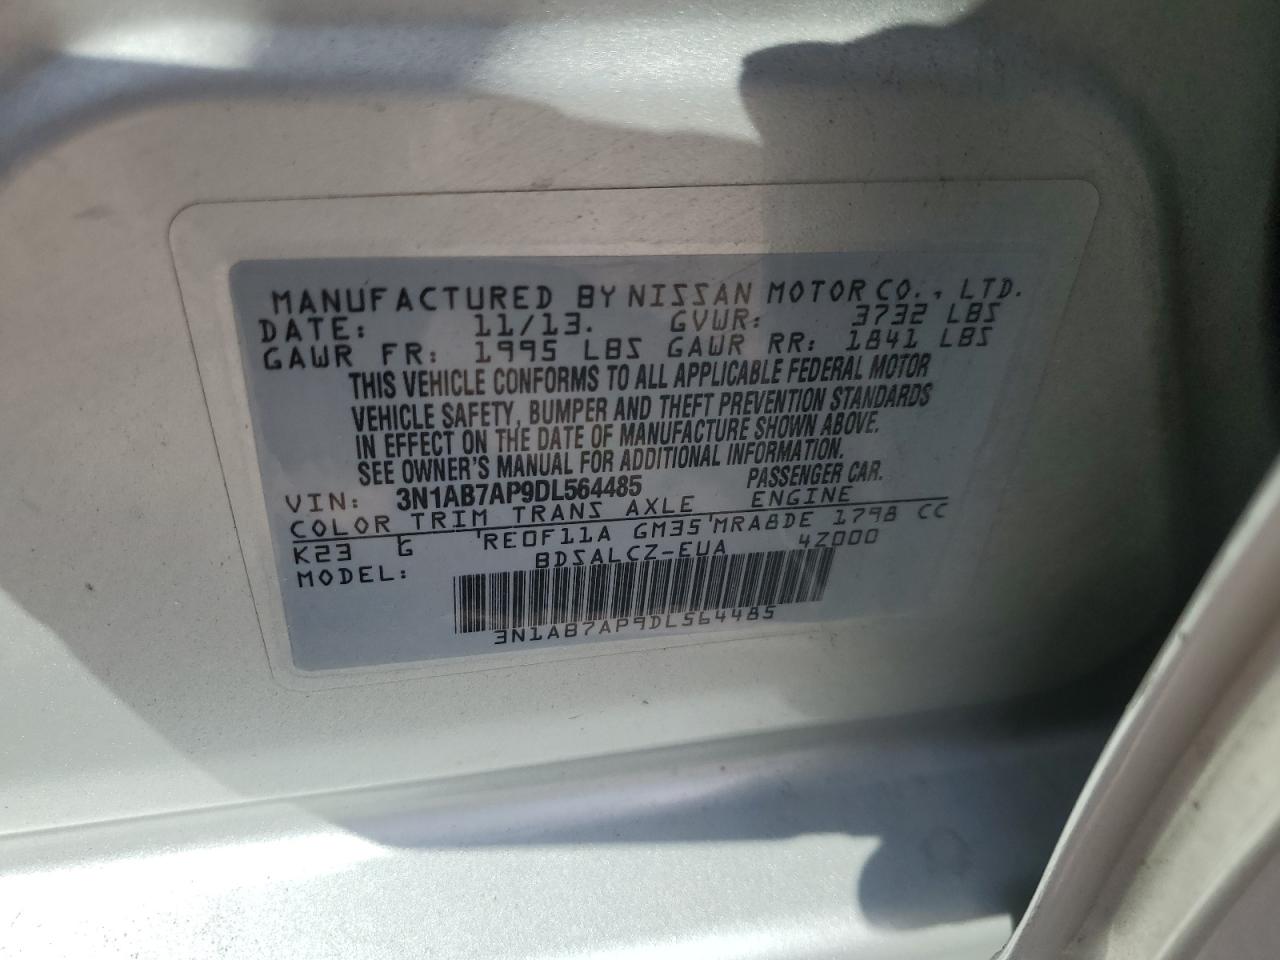 MANUFACTURED BY NISSAN MOTOR CO., LTD.
DATE: 11/13. GVWR: 3732 LBS
GAWR FR: 1995 LBS GAWR RR: 1841 LBS
THIS VEHICLE CONFORMS TO ALL APPLICABLE FEDERAL MOTOR
VEHICLE SAFETY, BUMPER AND THEFT PREVENTION STANDARDS
IN EFFECT ON THE DATE OF MANUFACTURE SHOWN ABOVE.
SEE OWNER'S MANUAL FOR ADDITIONAL INFORMATION.
VIN: 3N1AB7AP9DL564485 PASSENGER CAR.
COLOR TRIM TRANS AXLE ENGINE
K23 G RE0F11A GM35 MRA8DE 1798 CC
MODEL: BDSALCZ-EUA 4Z000
3N1AB7AP9DL564485